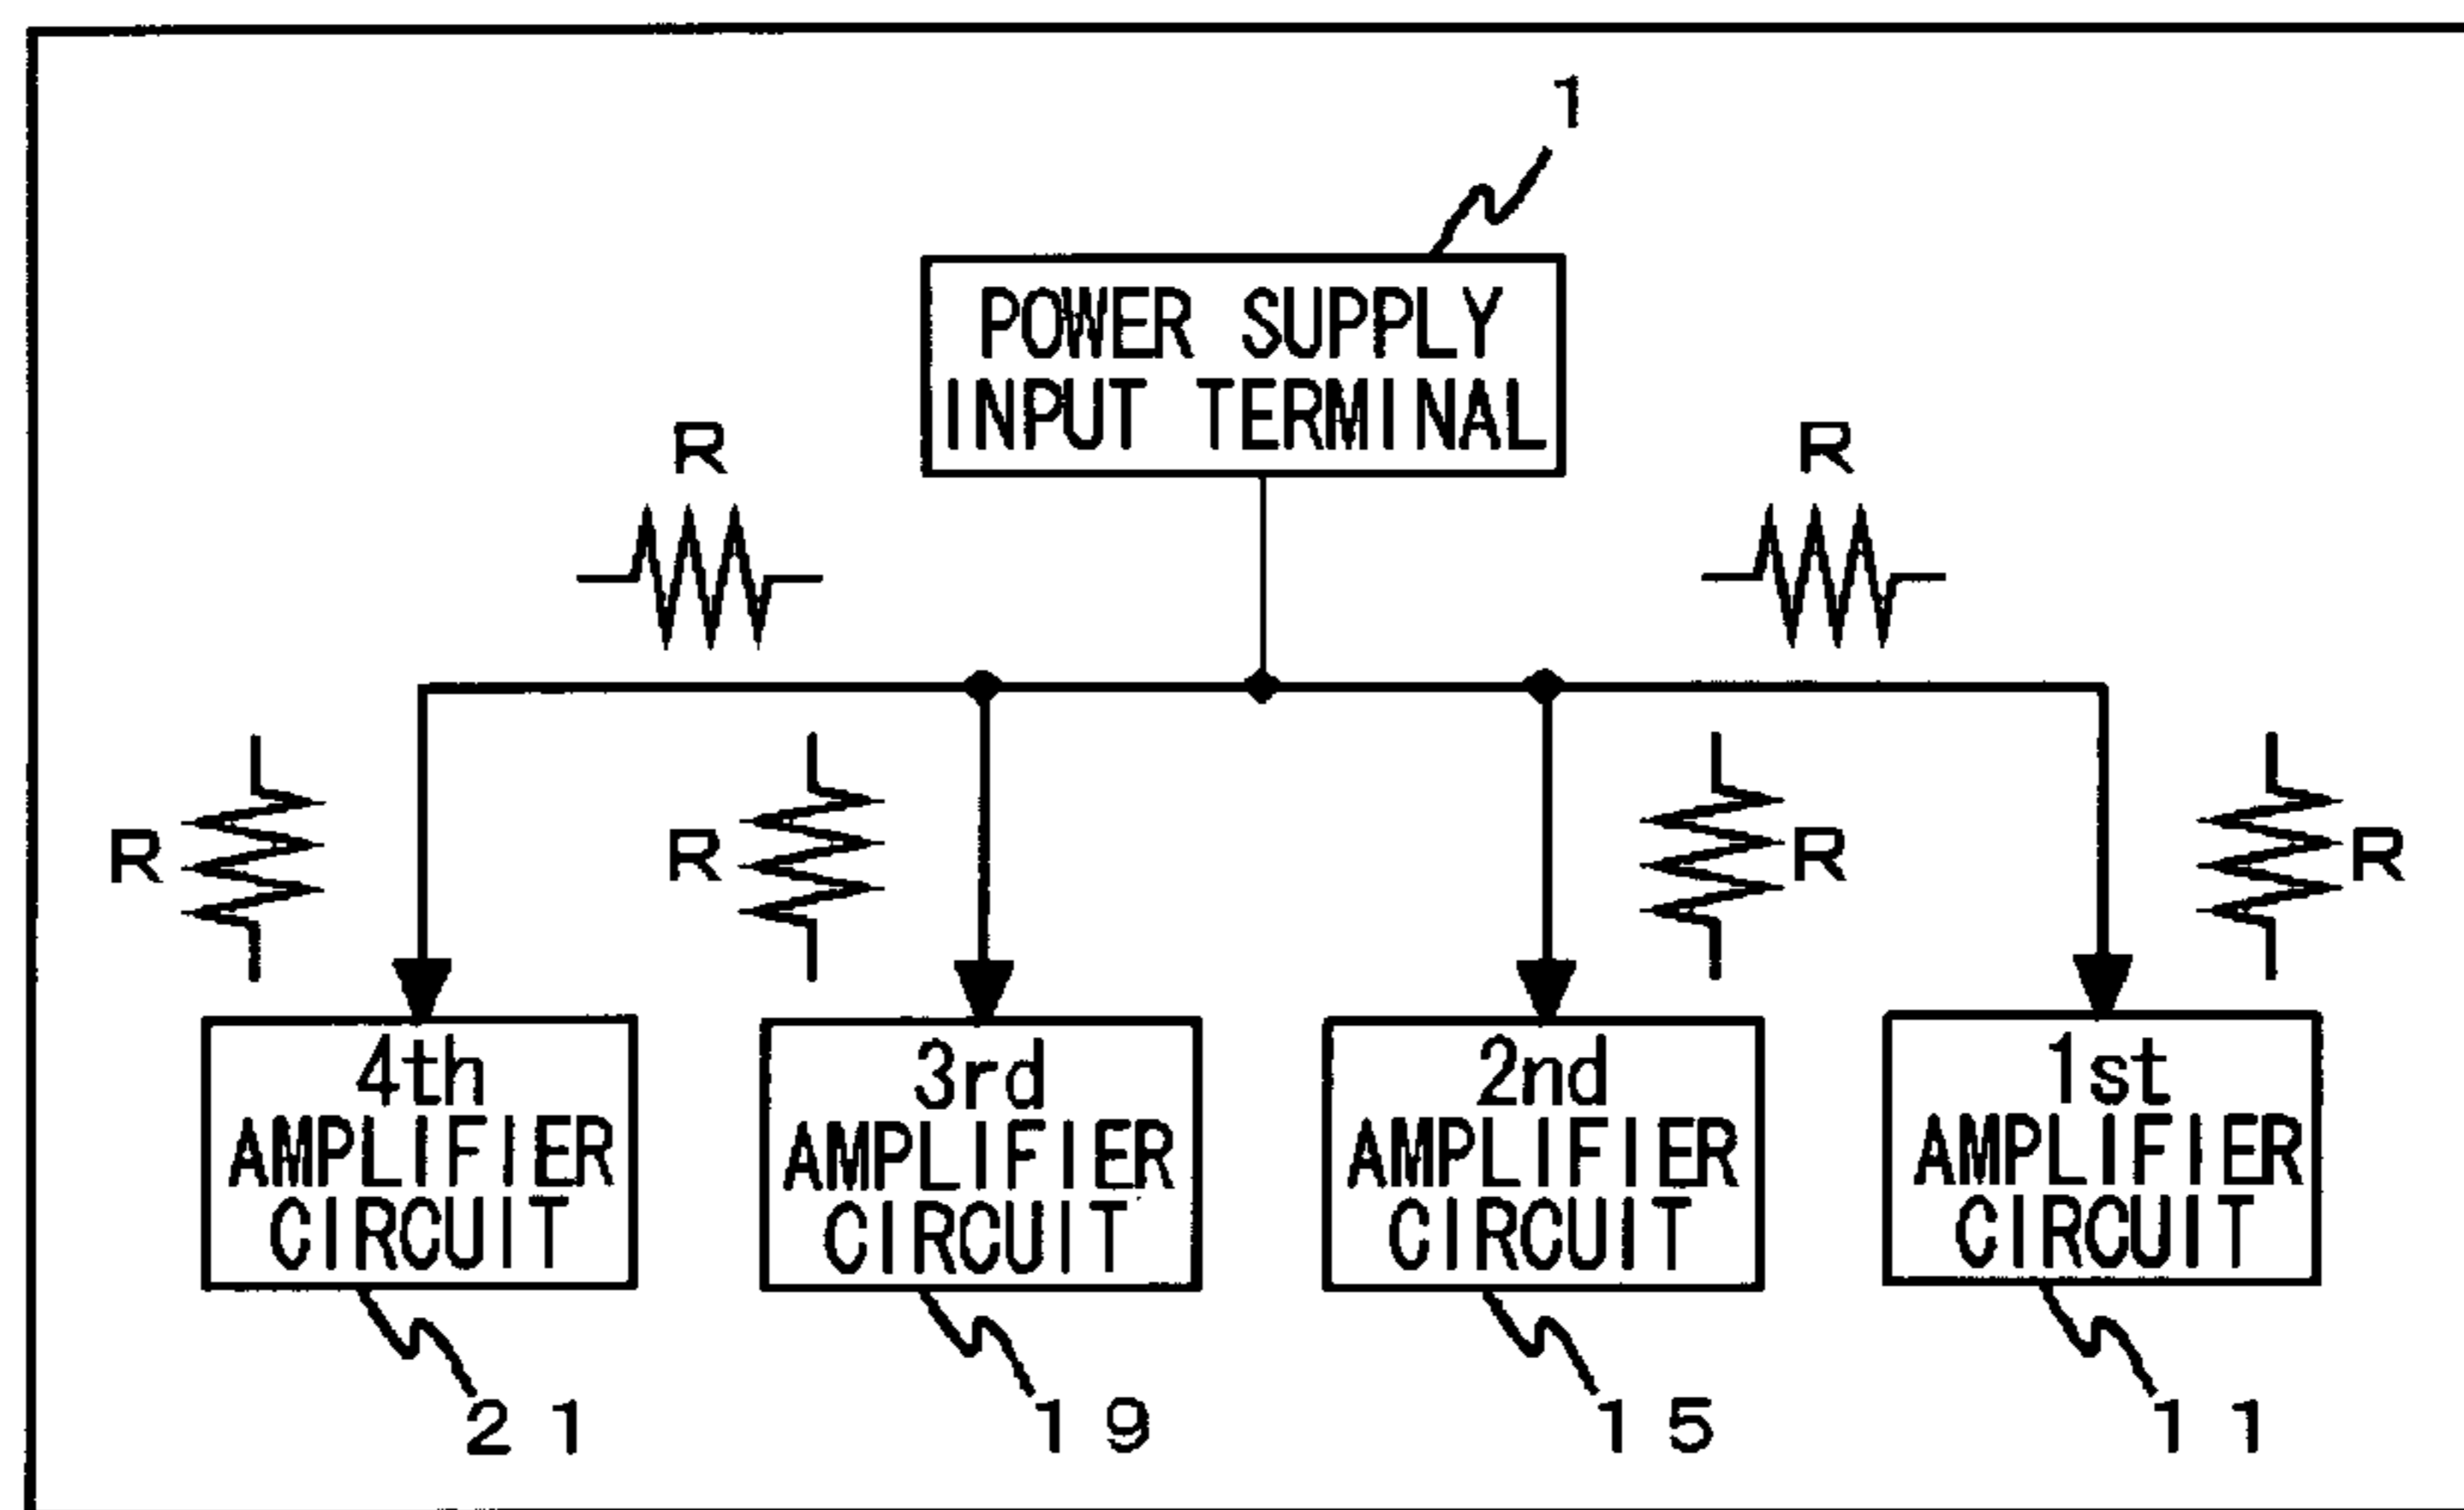 1
POWER SUPPLY
INPUT TERMINAL
R
R
R
R
R
R
4th
AMPLIFIER
CIRCUIT
3rd
AMPLIFIER
CIRCUIT
2nd
AMPLIFIER
CIRCUIT
1st
AMPLIFIER
CIRCUIT
21
19
15
11